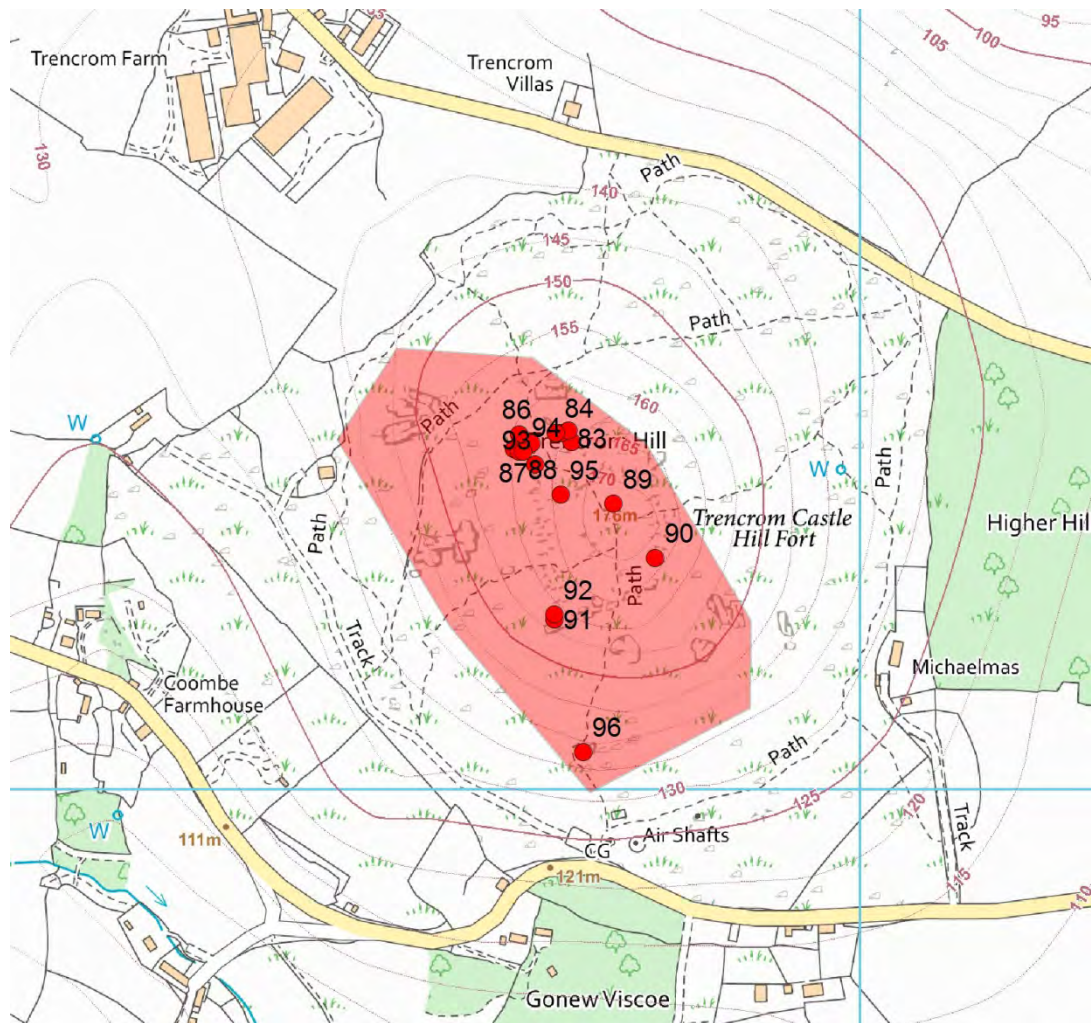 95
100
105
Trencrom Farm
Trencrom
Villas
130
Path
140
145
150
Path
155
160
86
84
94
83
Hill
165
W
Path
93
87
88
95
89
W
Path
170
176m
Trencrom Castle
Hill Fort
Higher Hil
90
Path
Path
92
91
Track
Michaelmas
Coombe
Farmhouse
96
Path
130
125
120
W
111m
Air Shafts
Track
CG
121m
115
110
Gonew Viscoe